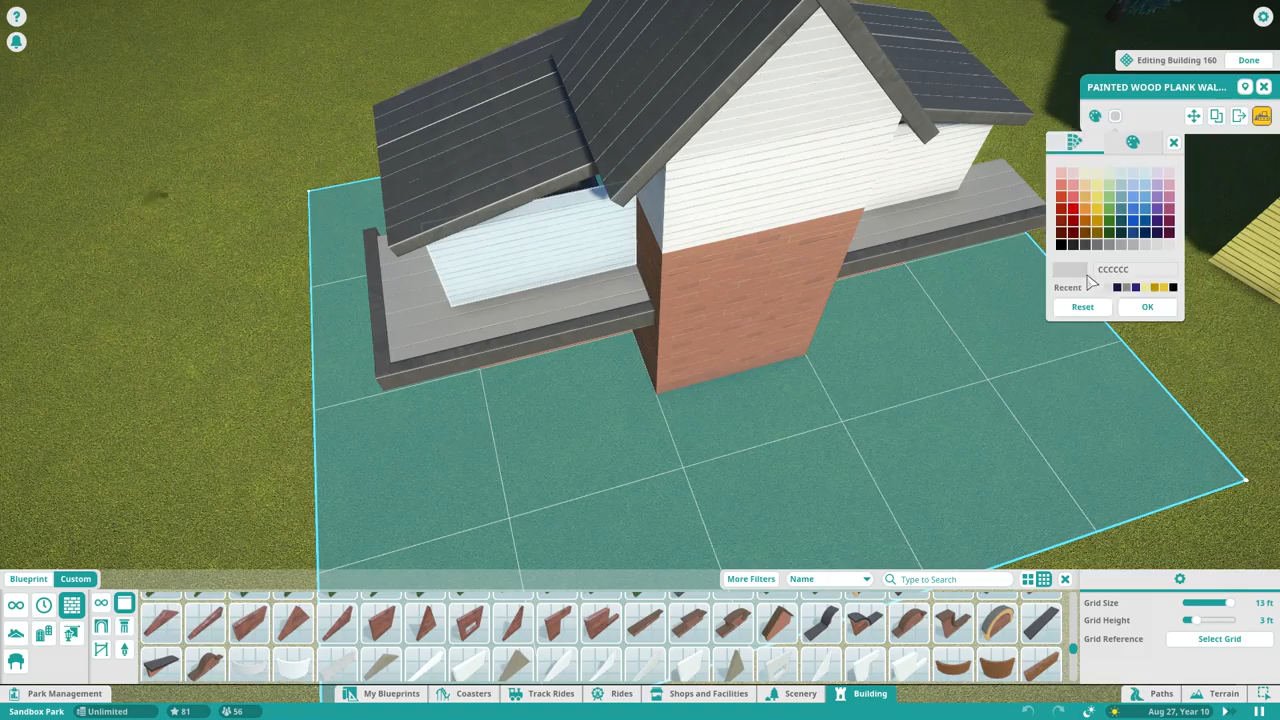 ?
Editing Building 160 Done
PAINTED WOOD PLANK WAL...
CCCCCC
Recent
Reset OK
Blueprint Custom More Filters Name Type to Search
Grid Size 13 ft
Grid Height 3 ft
Grid Reference Select Grid
Park Management My Blueprints Coasters Track Rides Rides Shops and Facilities Scenery Building Paths Terrain
Sandbox Park Unlimited 81 56 Aug 27, Year 10